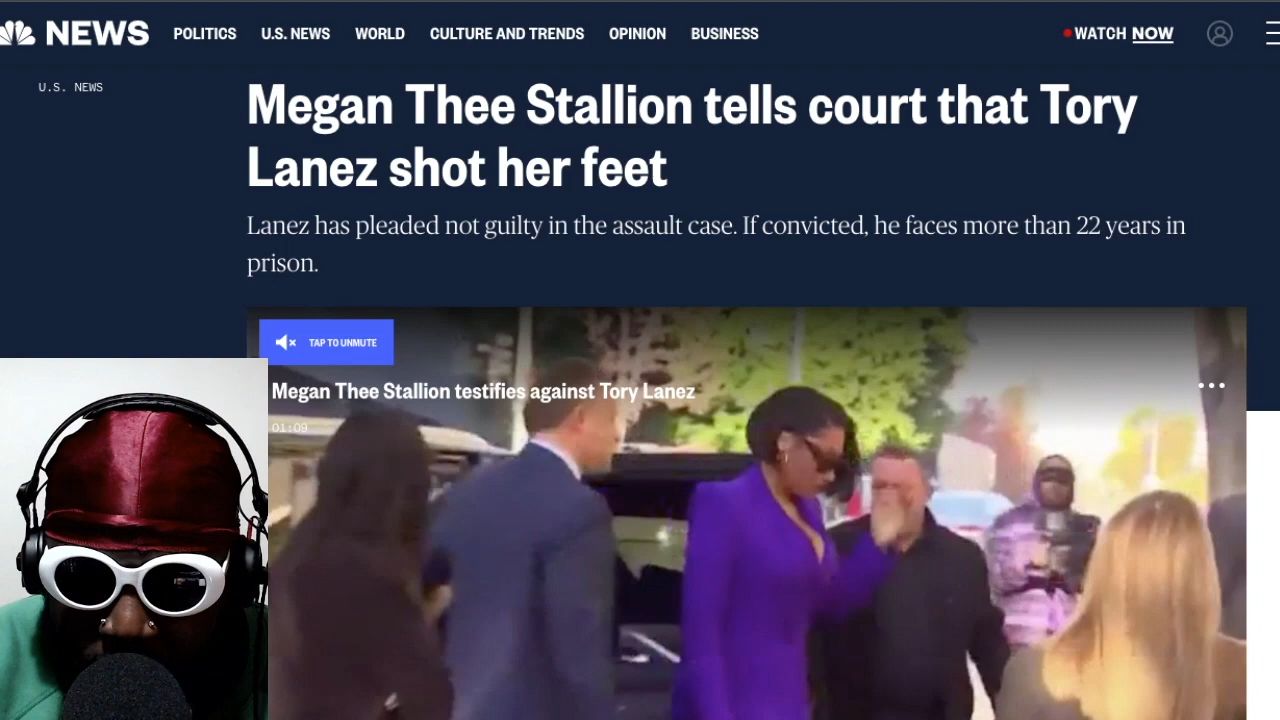 NEWS POLITICS U.S. NEWS WORLD CULTURE AND TRENDS OPINION BUSINESS WATCH NOW
U.S. NEWS
Megan Thee Stallion tells court that Tory
Lanez shot her feet
Lanez has pleaded not guilty in the assault case. If convicted, he faces more than 22 years in
prison.
TAP TO UNMUTE
Megan Thee Stallion testifies against Tory Lanez
01:09